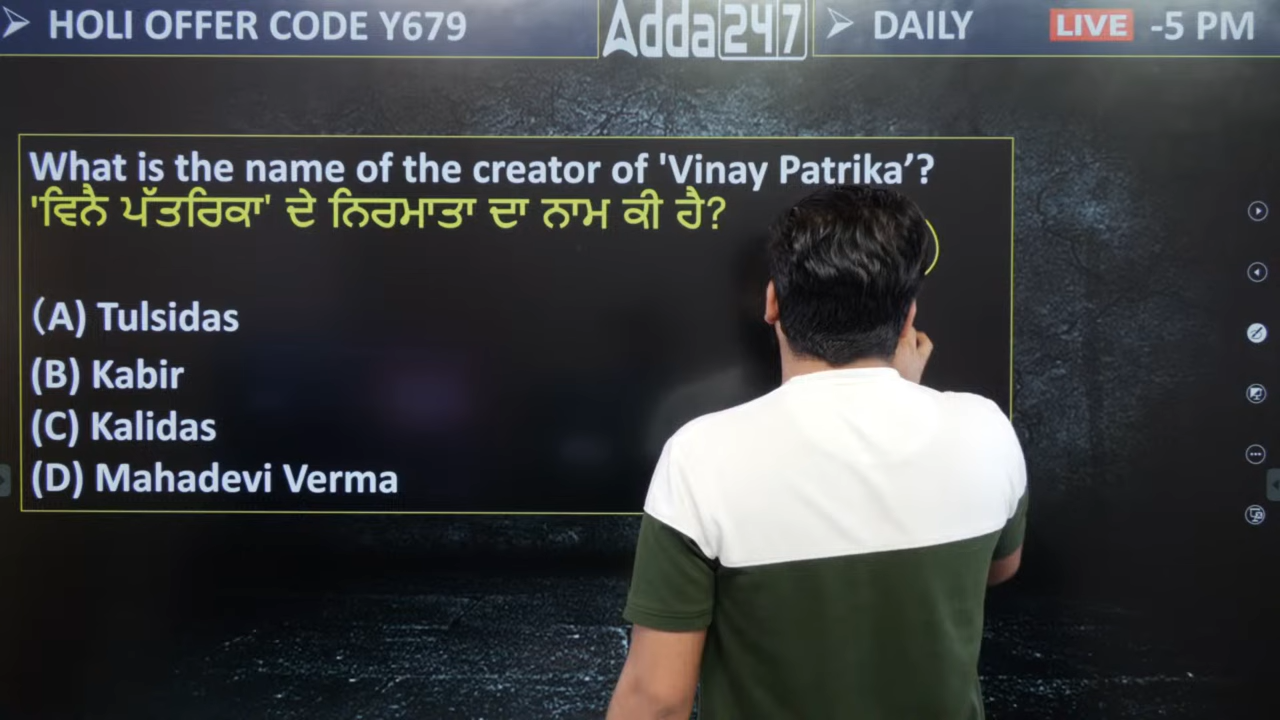 HOLI OFFER CODE Y679
Adda247
DAILY LIVE -5 PM
What is the name of the creator of 'Vinay Patrika’?
'ਵਿਨੈ ਪੱਤਰਿਕਾ' ਦੇ ਨਿਰਮਾਤਾ ਦਾ ਨਾਮ ਕੀ ਹੈ?
(A) Tulsidas
(B) Kabir
(C) Kalidas
(D) Mahadevi Verma